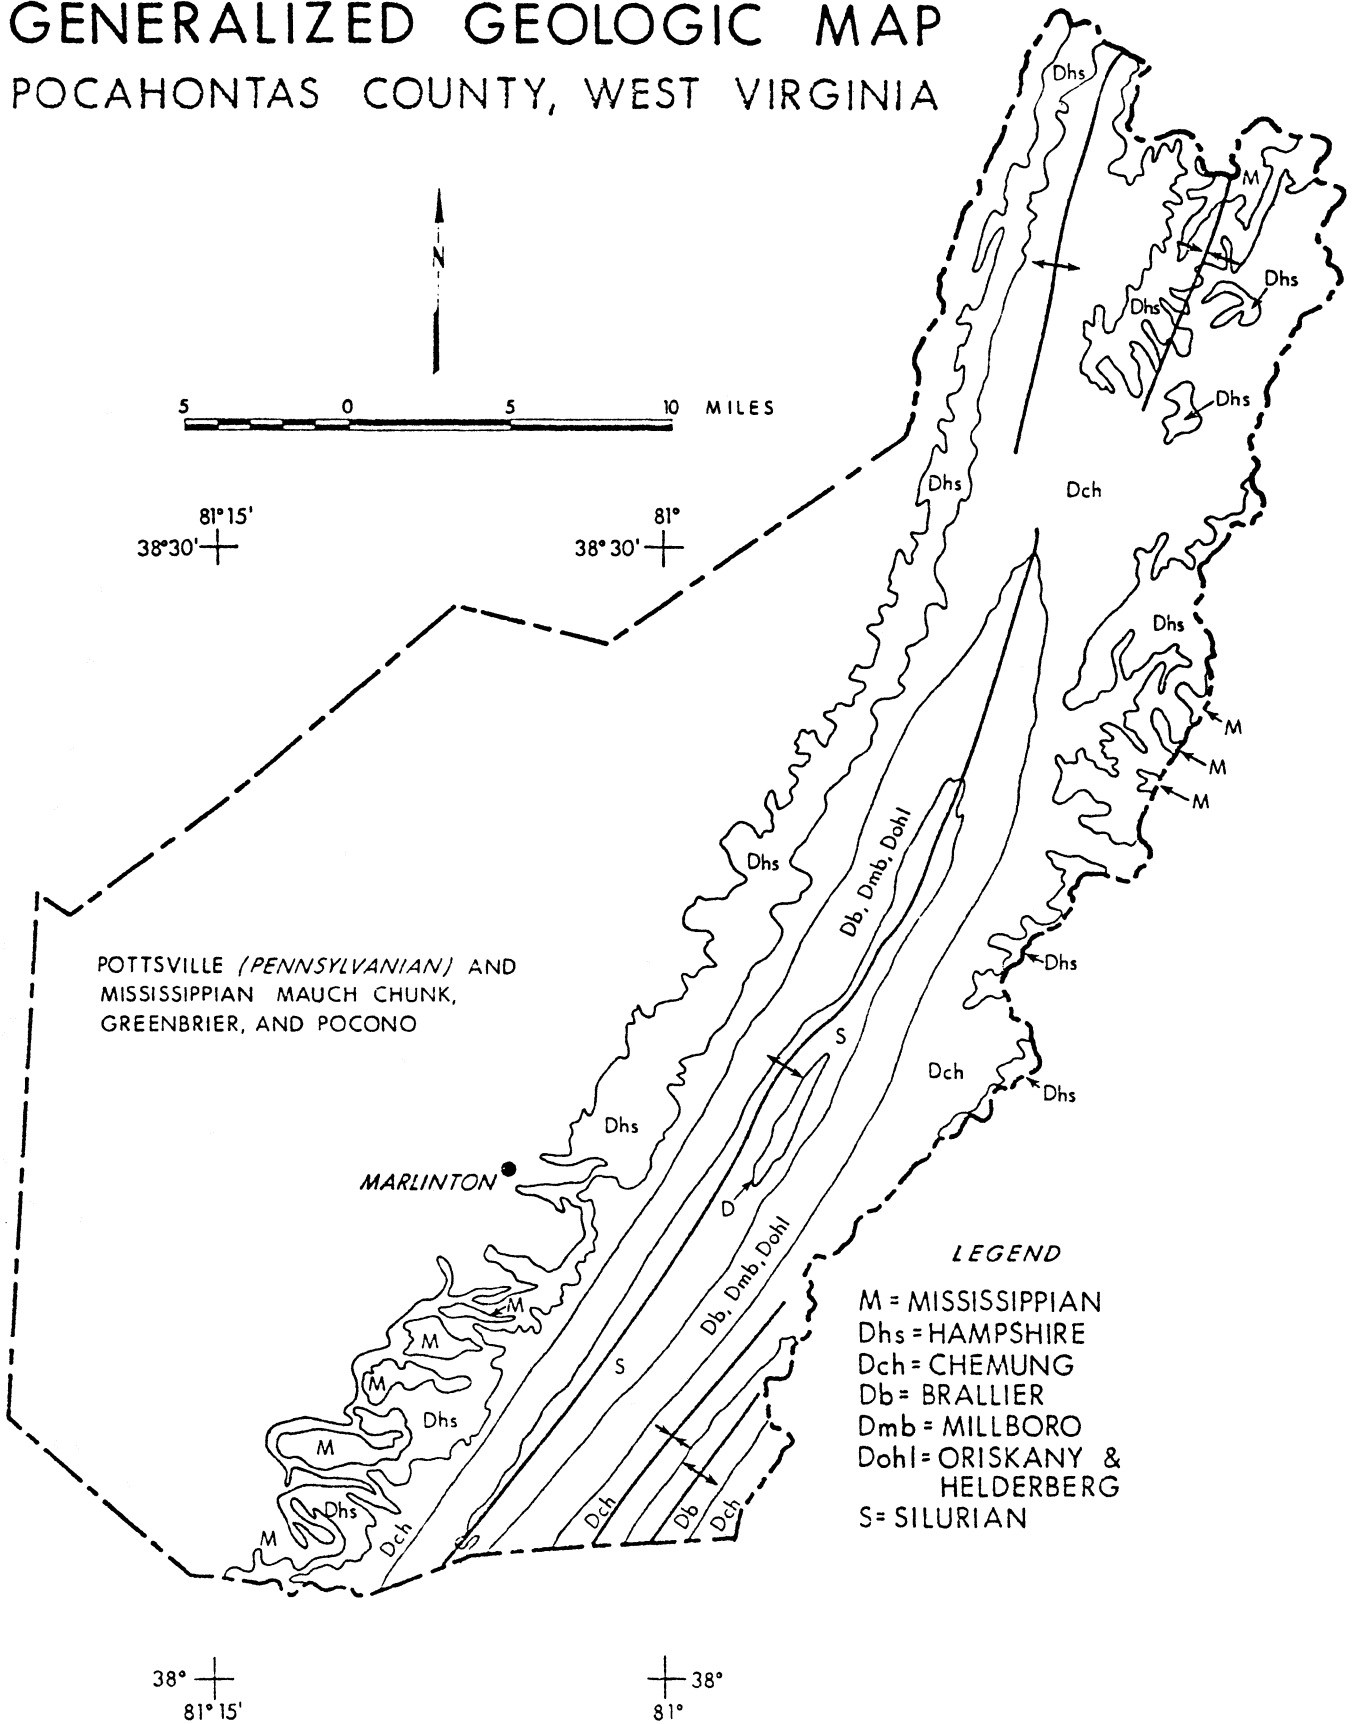 GENERALIZED GEOLOGIC MAP
POCAHONTAS COUNTY, WEST VIRGINIA
N
5 0 5 10 MILES
81°15'
38°30'
81°
38°30'
Dhs
M
Dhs
Dhs
Dhs
Dhs
Dch
Dhs
M
M
M
Dhs
Db, Dmb, Dohl
POTTSVILLE (PENNSYLVANIAN) AND
MISSISSIPPIAN MAUCH CHUNK,
GREENBRIER, AND POCONO
Dhs
S
Dch
Dhs
Dhs
MARLINTON
D
Db, Dmb, Dohl
M
M
M
S
Dhs
M
Dhs
M
Dch
S
Dch
Db
Dch
LEGEND
M = MISSISSIPPIAN
Dhs = HAMPSHIRE
Dch = CHEMUNG
Db = BRALLIER
Dmb = MILLBORO
Dohl = ORISKANY &
HELDERBERG
S = SILURIAN
38°
81°15'
38°
81°